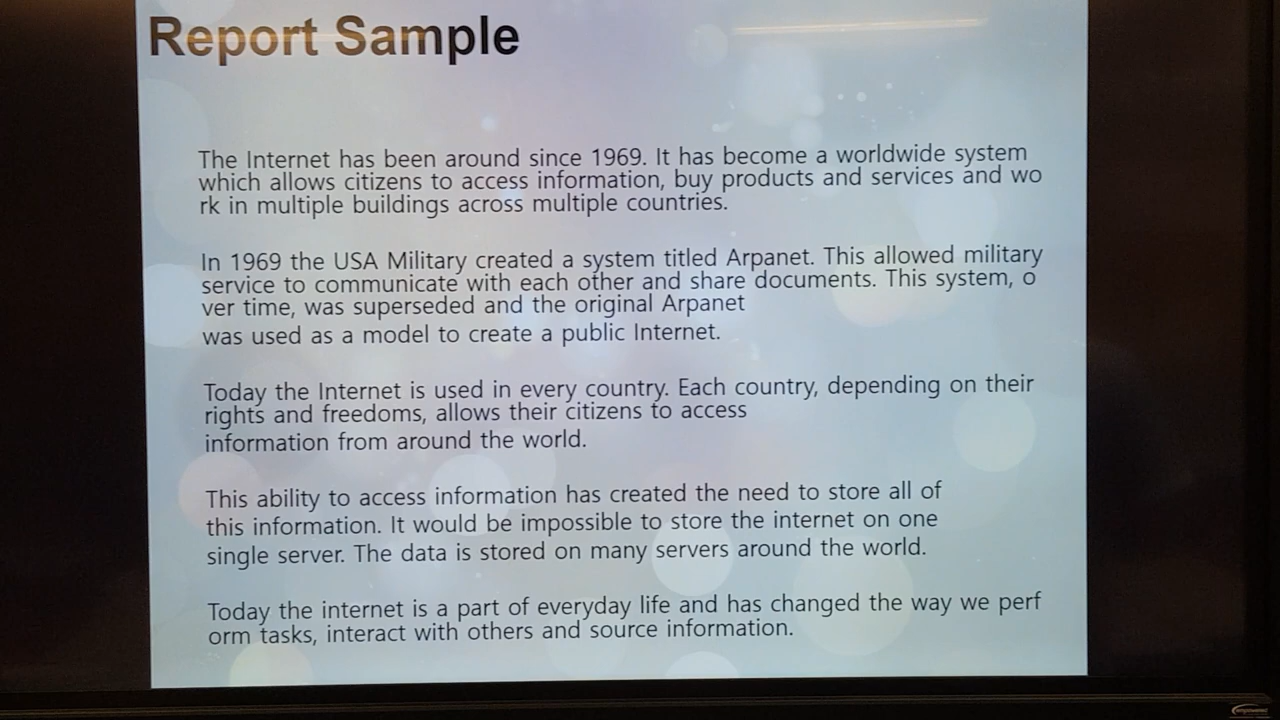 Report Sample
The Internet has been around since 1969. It has become a worldwide system
which allows citizens to access information, buy products and services and wo
rk in multiple buildings across multiple countries.
In 1969 the USA Military created a system titled Arpanet. This allowed military
service to communicate with each other and share documents. This system, o
ver time, was superseded and the original Arpanet
was used as a model to create a public Internet.
Today the Internet is used in every country. Each country, depending on their
rights and freedoms, allows their citizens to access
information from around the world.
This ability to access information has created the need to store all of
this information. It would be impossible to store the internet on one
single server. The data is stored on many servers around the world.
Today the internet is a part of everyday life and has changed the way we perf
orm tasks, interact with others and source information.
empowered